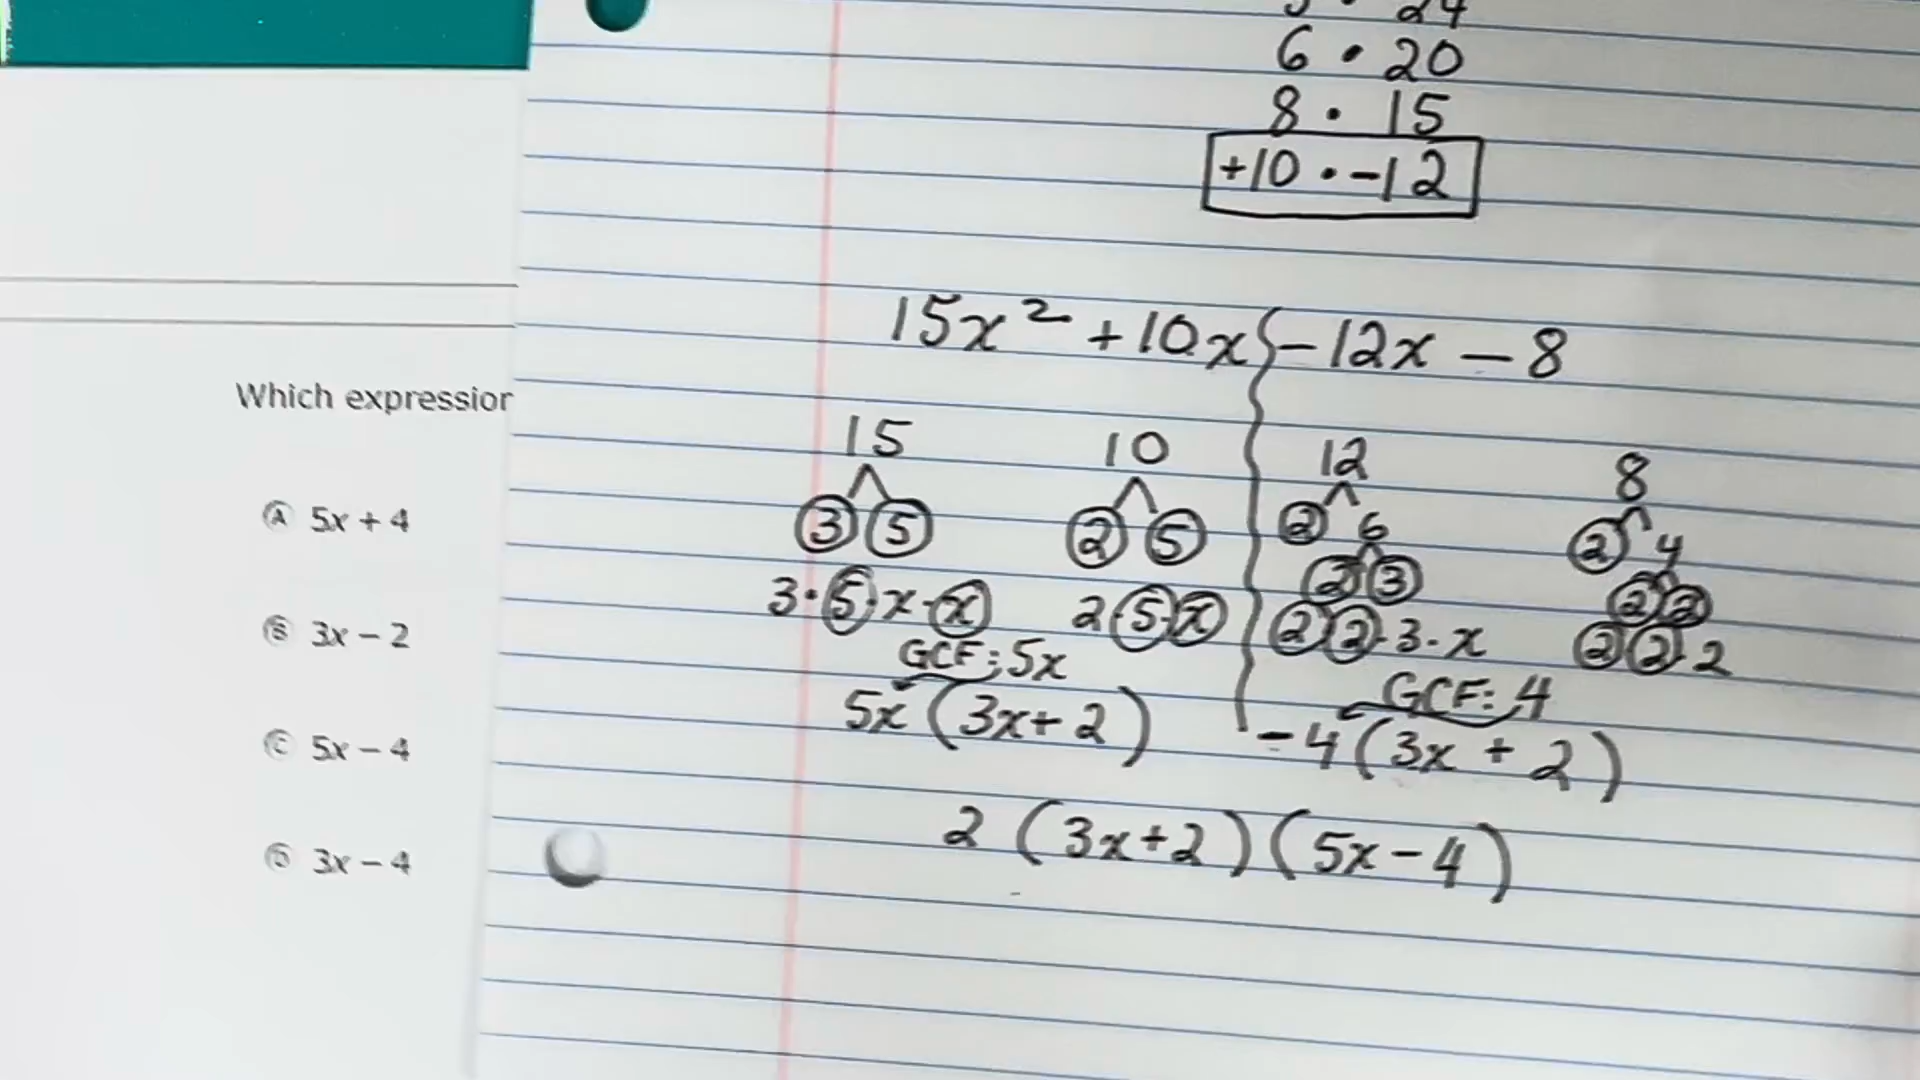 24
6 • 20
8 • 15
+10 • -12
15x² + 10x - 12x - 8
Which expression
15 10 12 8
3 5 2 5 2 6 2 4
2 3 2 2
3·5·x·x 2·5·x 2·2·3·x 2·2·2
GCF: 5x GCF: 4
5x(3x+2) -4(3x + 2)
2(3x+2)(5x-4)
A 5x + 4
B 3x - 2
C 5x - 4
D 3x - 4